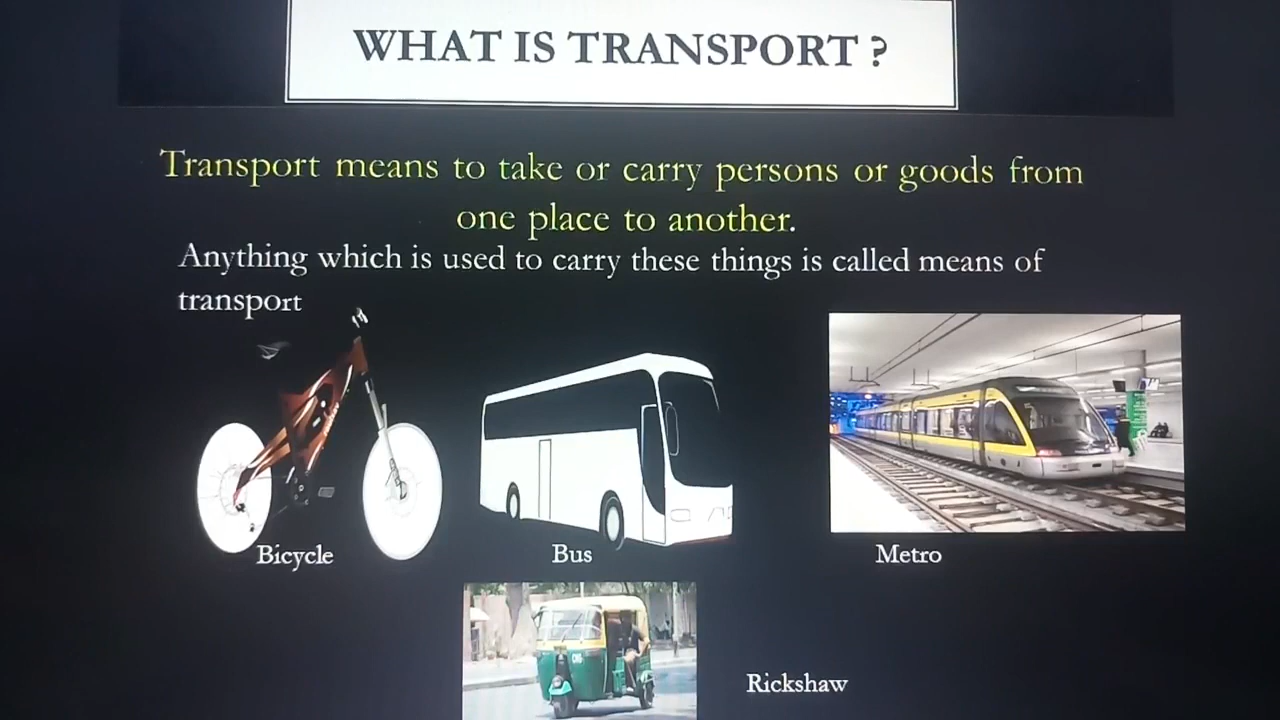 WHAT IS TRANSPORT ?
Transport means to take or carry persons or goods from
one place to another.
Anything which is used to carry these things is called means of
transport
Bicycle
Bus
Metro
Rickshaw